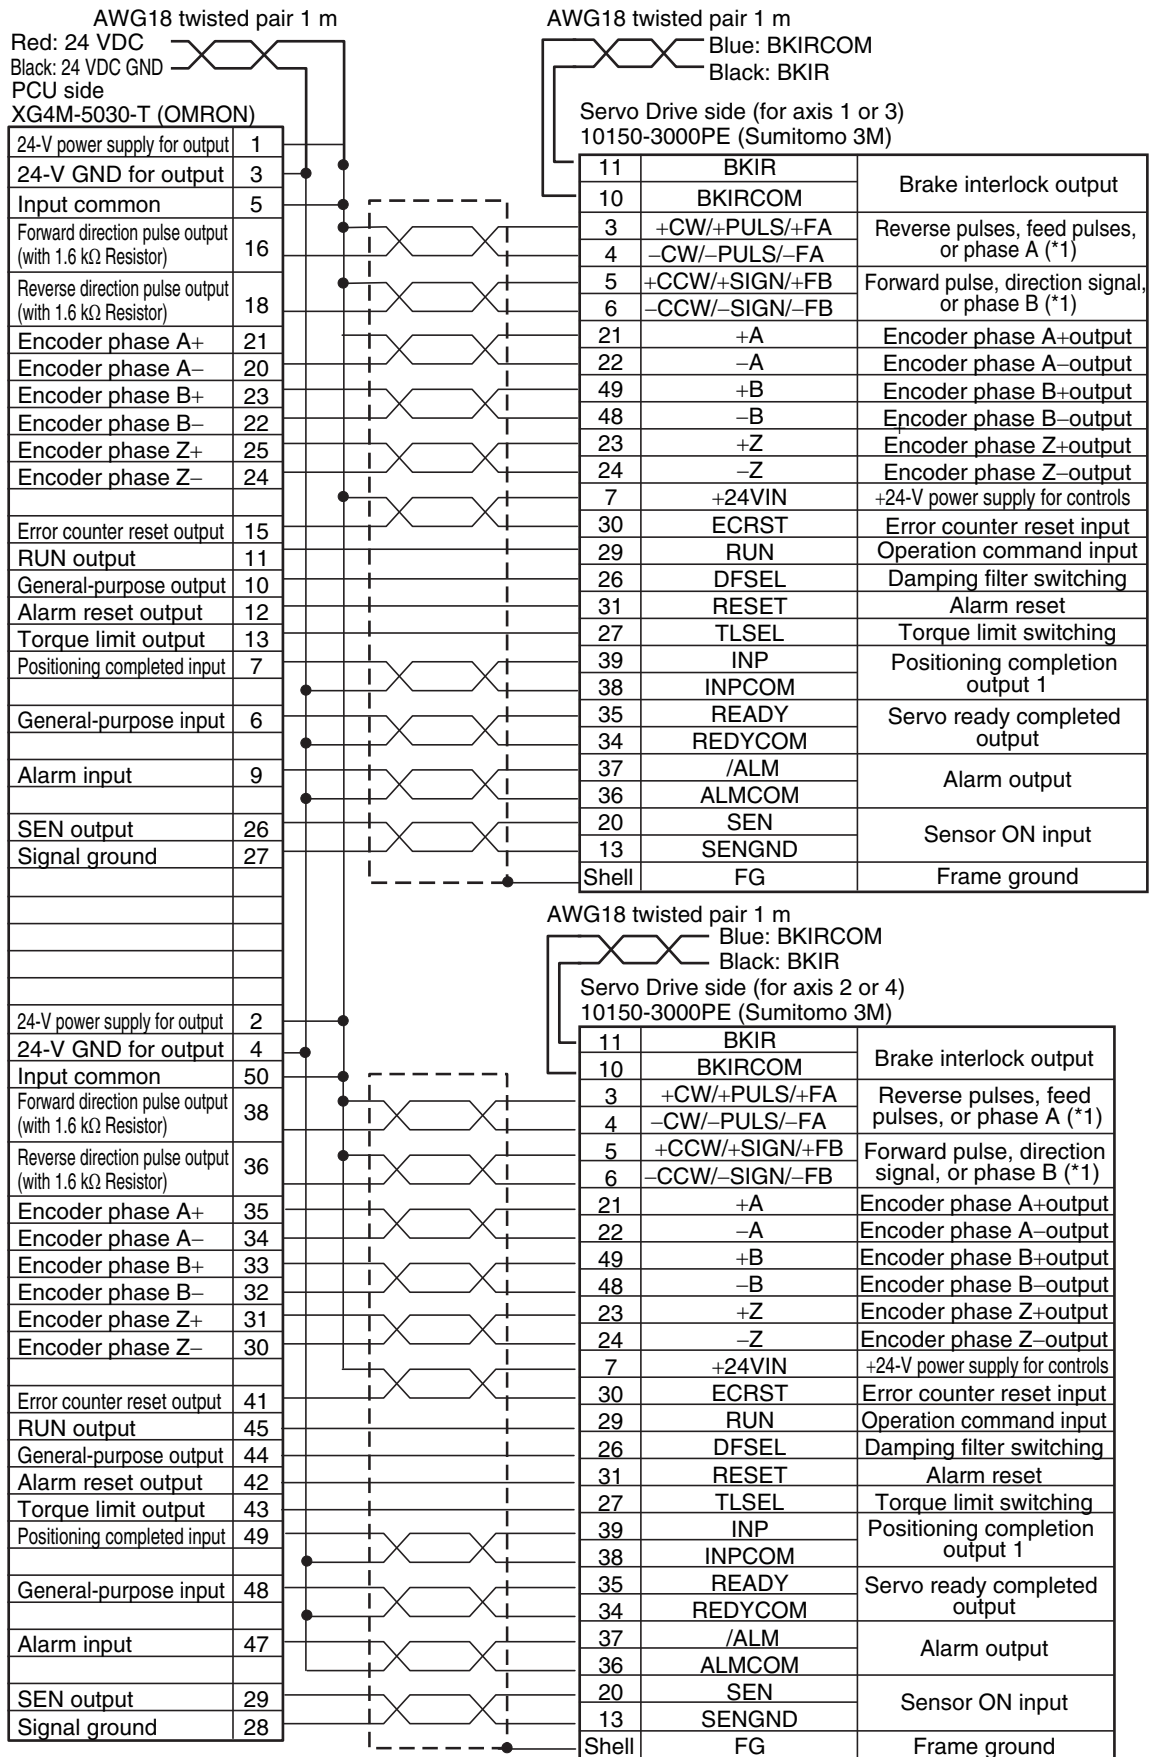 AWG18 twisted pair 1 m
Red: 24 VDC
Black: 24 VDC GND
PCU side
XG4M-5030-T (OMRON)
24-V power supply for output 1
24-V GND for output 3
Input common 5
Forward direction pulse output
(with 1.6 kΩ Resistor) 16
Reverse direction pulse output
(with 1.6 kΩ Resistor) 18
Encoder phase A+ 21
Encoder phase A− 20
Encoder phase B+ 23
Encoder phase B− 22
Encoder phase Z+ 25
Encoder phase Z− 24
Error counter reset output 15
RUN output 11
General-purpose output 10
Alarm reset output 12
Torque limit output 13
Positioning completed input 7
General-purpose input 6
Alarm input 9
SEN output 26
Signal ground 27
24-V power supply for output 2
24-V GND for output 4
Input common 50
Forward direction pulse output
(with 1.6 kΩ Resistor) 38
Reverse direction pulse output
(with 1.6 kΩ Resistor) 36
Encoder phase A+ 35
Encoder phase A− 34
Encoder phase B+ 33
Encoder phase B− 32
Encoder phase Z+ 31
Encoder phase Z− 30
Error counter reset output 41
RUN output 45
General-purpose output 44
Alarm reset output 42
Torque limit output 43
Positioning completed input 49
General-purpose input 48
Alarm input 47
SEN output 29
Signal ground 28
AWG18 twisted pair 1 m
Blue: BKIRCOM
Black: BKIR
Servo Drive side (for axis 1 or 3)
10150-3000PE (Sumitomo 3M)
11 BKIR
Brake interlock output
10 BKIRCOM
3 +CW/+PULS/+FA Reverse pulses, feed pulses,
4 −CW/−PULS/−FA or phase A (*1)
5 +CCW/+SIGN/+FB Forward pulse, direction signal,
6 −CCW/−SIGN/−FB or phase B (*1)
21 +A Encoder phase A+output
22 −A Encoder phase A−output
49 +B Encoder phase B+output
48 −B Encoder phase B−output
23 +Z Encoder phase Z+output
24 −Z Encoder phase Z−output
7 +24VIN +24-V power supply for controls
30 ECRST Error counter reset input
29 RUN Operation command input
26 DFSEL Damping filter switching
31 RESET Alarm reset
27 TLSEL Torque limit switching
39 INP Positioning completion
38 INPCOM output 1
35 READY Servo ready completed
34 REDYCOM output
37 /ALM
Alarm output
36 ALMCOM
20 SEN
Sensor ON input
13 SENGND
Shell FG Frame ground
AWG18 twisted pair 1 m
Blue: BKIRCOM
Black: BKIR
Servo Drive side (for axis 2 or 4)
10150-3000PE (Sumitomo 3M)
11 BKIR
Brake interlock output
10 BKIRCOM
3 +CW/+PULS/+FA Reverse pulses, feed
4 −CW/−PULS/−FA pulses, or phase A (*1)
5 +CCW/+SIGN/+FB Forward pulse, direction
6 −CCW/−SIGN/−FB signal, or phase B (*1)
21 +A Encoder phase A+output
22 −A Encoder phase A−output
49 +B Encoder phase B+output
48 −B Encoder phase B−output
23 +Z Encoder phase Z+output
24 −Z Encoder phase Z−output
7 +24VIN +24-V power supply for controls
30 ECRST Error counter reset input
29 RUN Operation command input
26 DFSEL Damping filter switching
31 RESET Alarm reset
27 TLSEL Torque limit switching
39 INP Positioning completion
38 INPCOM output 1
35 READY Servo ready completed
34 REDYCOM output
37 /ALM
Alarm output
36 ALMCOM
20 SEN
Sensor ON input
13 SENGND
Shell FG Frame ground